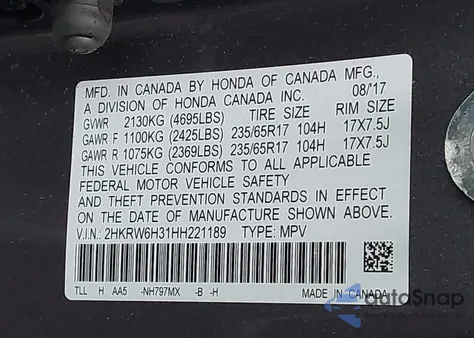 MFD. IN CANADA BY HONDA OF CANADA MFG.,
A DIVISION OF HONDA CANADA INC. 08/'17
GVWR 2130KG (4695LBS) TIRE SIZE RIM SIZE
GAWR F 1100KG (2425LBS) 235/65R17 104H 17X7.5J
GAWR R 1075KG (2369LBS) 235/65R17 104H 17X7.5J
THIS VEHICLE CONFORMS TO ALL APPLICABLE
FEDERAL MOTOR VEHICLE SAFETY
AND THEFT PREVENTION STANDARDS IN EFFECT
ON THE DATE OF MANUFACTURE SHOWN ABOVE.
V.I.N.: 2HKRW6H31HH221189 TYPE: MPV
TLL H AA5 -NH797MX -B -H MADE IN CANADA
dataSnap